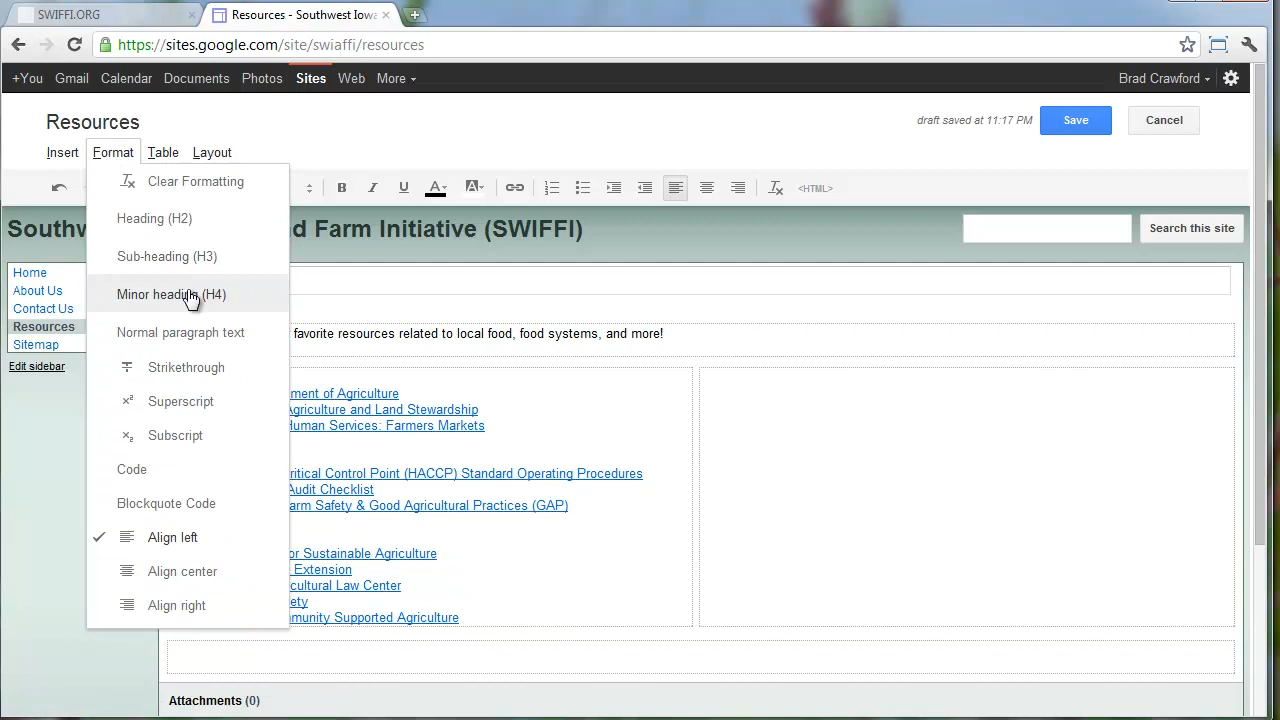 SWIFFI.ORG
Resources - Southwest Iowa
https://sites.google.com/site/swiaffi/resources
+You Gmail Calendar Documents Photos Sites Web More Brad Crawford
Resources
draft saved at 11:17 PM Save Cancel
Insert Format Table Layout
B I U A A <HTML>
Clear Formatting
Heading (H2)
Sub-heading (H3)
Minor heading (H4)
Normal paragraph text
Strikethrough
Superscript
Subscript
Code
Blockquote Code
Align left
Align center
Align right
Southw d Farm Initiative (SWIFFI)
Search this site
Home
About Us
Contact Us
Resources
Sitemap
Edit sidebar
favorite resources related to local food, food systems, and more!
ment of Agriculture
Agriculture and Land Stewardship
Human Services: Farmers Markets
ritical Control Point (HACCP) Standard Operating Procedures
Audit Checklist
arm Safety & Good Agricultural Practices (GAP)
or Sustainable Agriculture
Extension
cultural Law Center
ety
munity Supported Agriculture
Attachments (0)